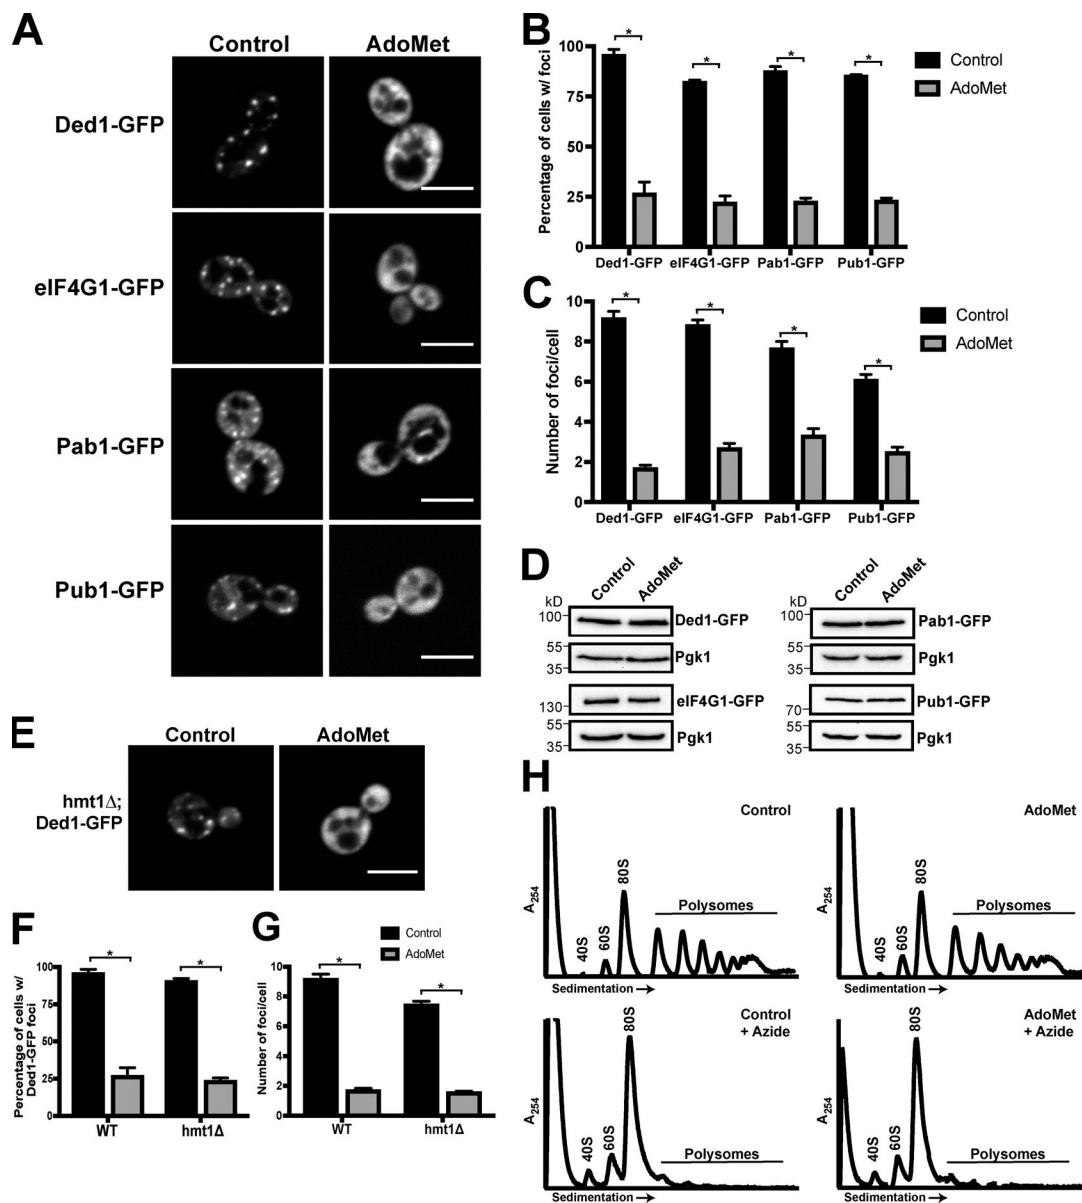 A
Control
AdoMet
Ded1-GFP
eIF4G1-GFP
Pab1-GFP
Pub1-GFP
B
Percentage of cells w/ foci
100
75
50
25
0
*
*
*
*
Control
AdoMet
Ded1-GFP eIF4G1-GFP Pab1-GFP Pub1-GFP
C
Number of foci/cell
10
8
6
4
2
0
*
*
*
*
Control
AdoMet
Ded1-GFP eIF4G1-GFP Pab1-GFP Pub1-GFP
D
kD
Control
AdoMet
100
Ded1-GFP
55
35
Pgk1
130
eIF4G1-GFP
55
35
Pgk1
kD
Control
AdoMet
100
Pab1-GFP
55
35
Pgk1
70
Pub1-GFP
55
35
Pgk1
E
Control
AdoMet
hmt1Δ;
Ded1-GFP
F
Percentage of cells w/
Ded1-GFP foci
100
75
50
25
0
*
*
WT
hmt1Δ
G
Control
AdoMet
Number of foci/cell
10
8
6
4
2
0
*
*
WT
hmt1Δ
H
Control
A254
40S
60S
80S
Polysomes
Sedimentation →
AdoMet
A254
40S
60S
80S
Polysomes
Sedimentation →
Control
+ Azide
A254
40S
60S
80S
Polysomes
Sedimentation →
AdoMet
+ Azide
A254
40S
60S
80S
Polysomes
Sedimentation →